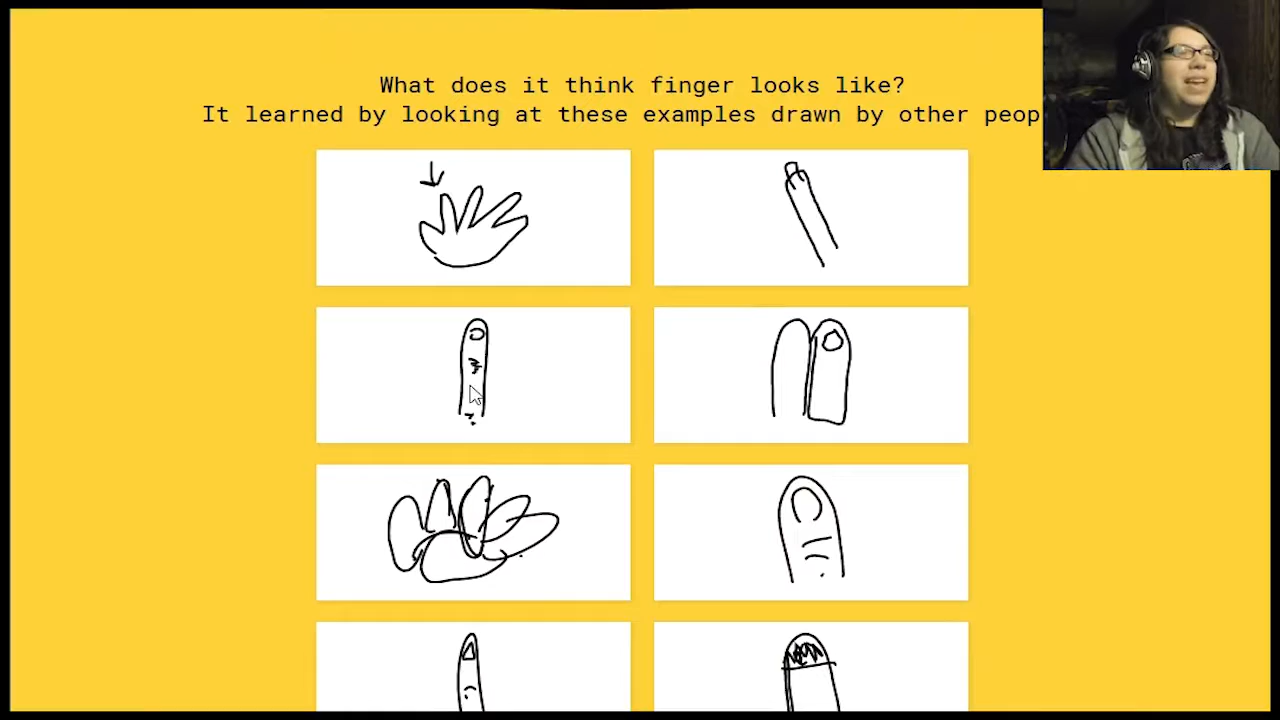 What does it think finger looks like?
It learned by looking at these examples drawn by other peop